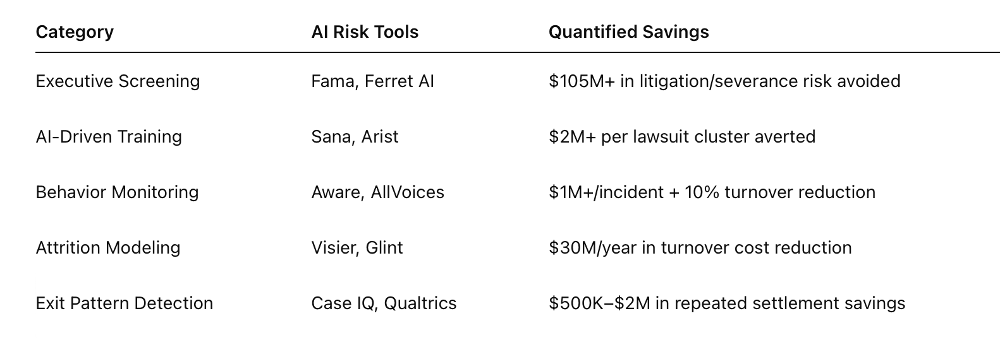 Category AI Risk Tools Quantified Savings
Executive Screening Fama, Ferret AI $105M+ in litigation/severance risk avoided
AI-Driven Training Sana, Arist $2M+ per lawsuit cluster averted
Behavior Monitoring Aware, AllVoices $1M+/incident + 10% turnover reduction
Attrition Modeling Visier, Glint $30M/year in turnover cost reduction
Exit Pattern Detection Case IQ, Qualtrics $500K–$2M in repeated settlement savings